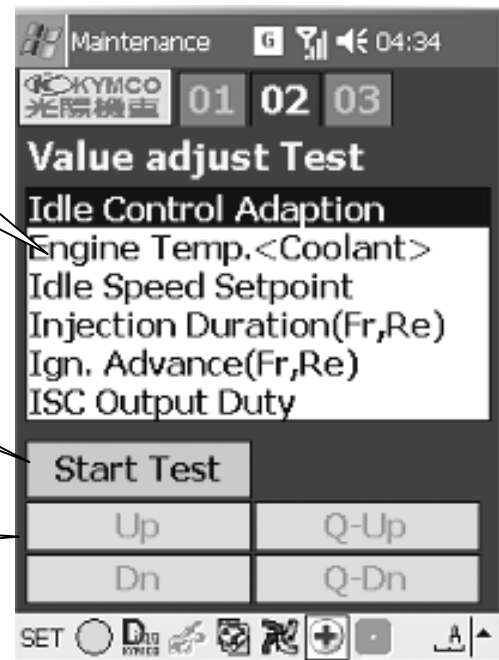 Maintenance G 04:34
KYMCO 01 02 03
光陽機車
Value adjust Test
Idle Control Adaption
Engine Temp.<Coolant>
Idle Speed Setpoint
Injection Duration(Fr,Re)
Ign. Advance(Fr,Re)
ISC Output Duty
Start Test
Up Q-Up
Dn Q-Dn
SET KYMCO A